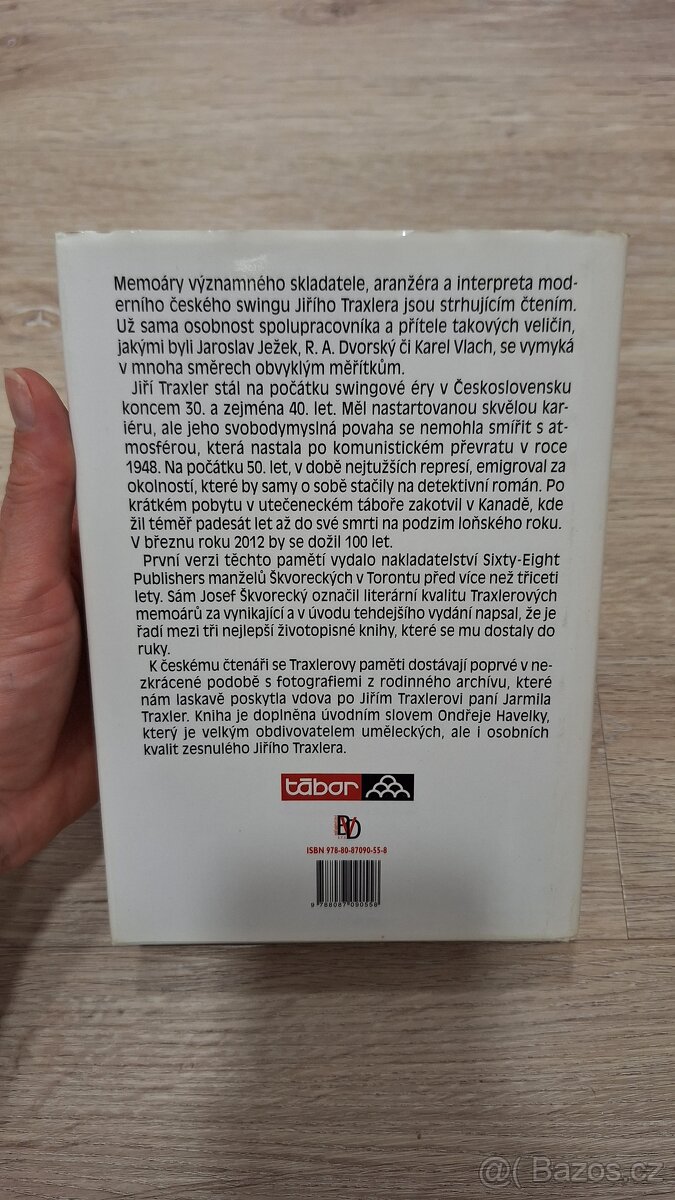 Memoáry významného skladatele, aranžéra a interpreta mod-
erního českého swingu Jiřího Traxlera jsou strhujícím čtením.
Už sama osobnost spolupracovníka a přítele takových veličin,
jakými byli Jaroslav Ježek, R. A. Dvorský či Karel Vlach, se vymyká
v mnoha směrech obvyklým měřítkům.
Jiří Traxler stál na počátku swingové éry v Československu
koncem 30. a zejména 40. let. Měl nastartovanou skvělou kar-
iéru, ale jeho svobodymyslná povaha se nemohla smířit s at-
mosférou, která nastala po komunistickém převratu v roce
1948. Na počátku 50. let, v době nejtužších represí, emigroval za
okolností, které by samy o sobě stačily na detektivní román. Po
krátkém pobytu v utečeneckém táboře zakotvil v Kanadě, kde
žil téměř padesát let až do své smrti na podzim loňského roku.
V březnu roku 2012 by se dožil 100 let.
První verzi těchto pamětí vydalo nakladatelství Sixty-Eight
Publishers manželů Škvoreckých v Torontu před více než třiceti
lety. Sám Josef Škvorecký označil literární kvalitu Traxlerových
memoárů za vynikající a v úvodu tehdejšího vydání napsal, že je
řadí mezi tři nejlepší životopisné knihy, které se mu dostaly do
ruky.
K českému čtenáři se Traxlerovy paměti dostávají poprvé v ne-
zkrácené podobě s fotografiemi z rodinného archívu, které
nám laskavě poskytla vdova po Jiřím Traxlerovi paní Jarmila
Traxler. Kniha je doplněna úvodním slovem Ondřeje Havelky,
který je velkým obdivovatelem uměleckých, ale i osobních
kvalit zesnulého Jiřího Traxlera.
tābor
BVD
ISBN 978-80-87090-55-8
9 788087 090558
@( Bazos.cz